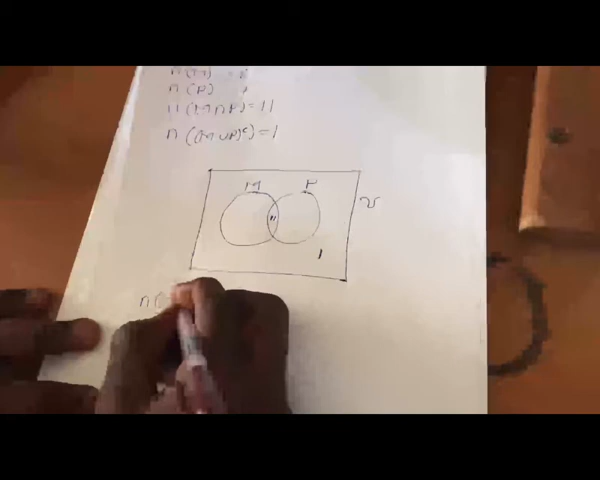 n(P)
n(M∩P)=11
n((M∪P)ᶜ)=1
M P
U
11
1
n(